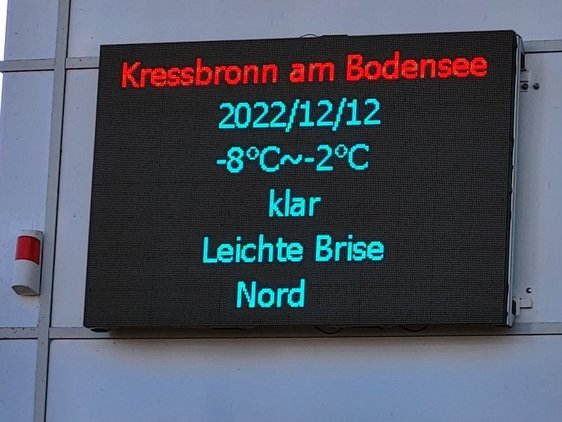 Kressbronn am Bodensee
2022/12/12
-8°C~-2°C
klar
Leichte Brise
Nord